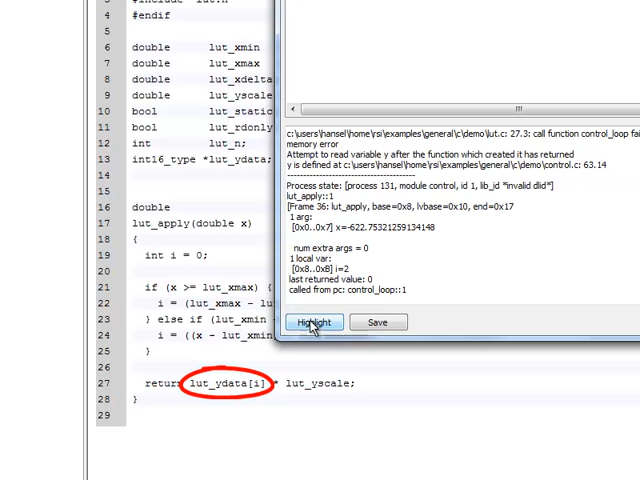 3 #include "lut.h"
4 #endif
5
6 double lut_xmin
7 double lut_xmax
8 double lut_xdelta
9 double lut_yscale
10 bool lut_static
11 bool lut_rdonly
12 int lut_n;
13 int16_type *lut_ydata;
14
15
16 double
17 lut_apply(double x)
18 {
19 int i = 0;
20
21 if (x >= lut_xmax) {
22 i = (lut_xmax - lu
23 } else if (lut_xmin
24 i = ((x - lut_xmin
25 }
26
27 return lut_ydata[i] * lut_yscale;
28 }
29
c:\users\hansel\home\rsi\examples\general\c\demo\lut.c: 27.3: call function control_loop fai
memory error
Attempt to read variable y after the function which created it has returned
y is defined at c:\users\hansel\home\rsi\examples\general\c\demo\control.c: 63.14
----------------------------------------
Process state: [process 131, module control, id 1, lib_id *invalid dlid*]
lut_apply::1
[Frame 36: lut_apply, base=0x8, lvbase=0x10, end=0x17
1 arg:
[0x0..0x7] x=-622.75321259134148
num extra args = 0
1 local var:
[0x8..0xB] i=2
last returned value: 0
called from pc: control_loop::1
Highlight
Save